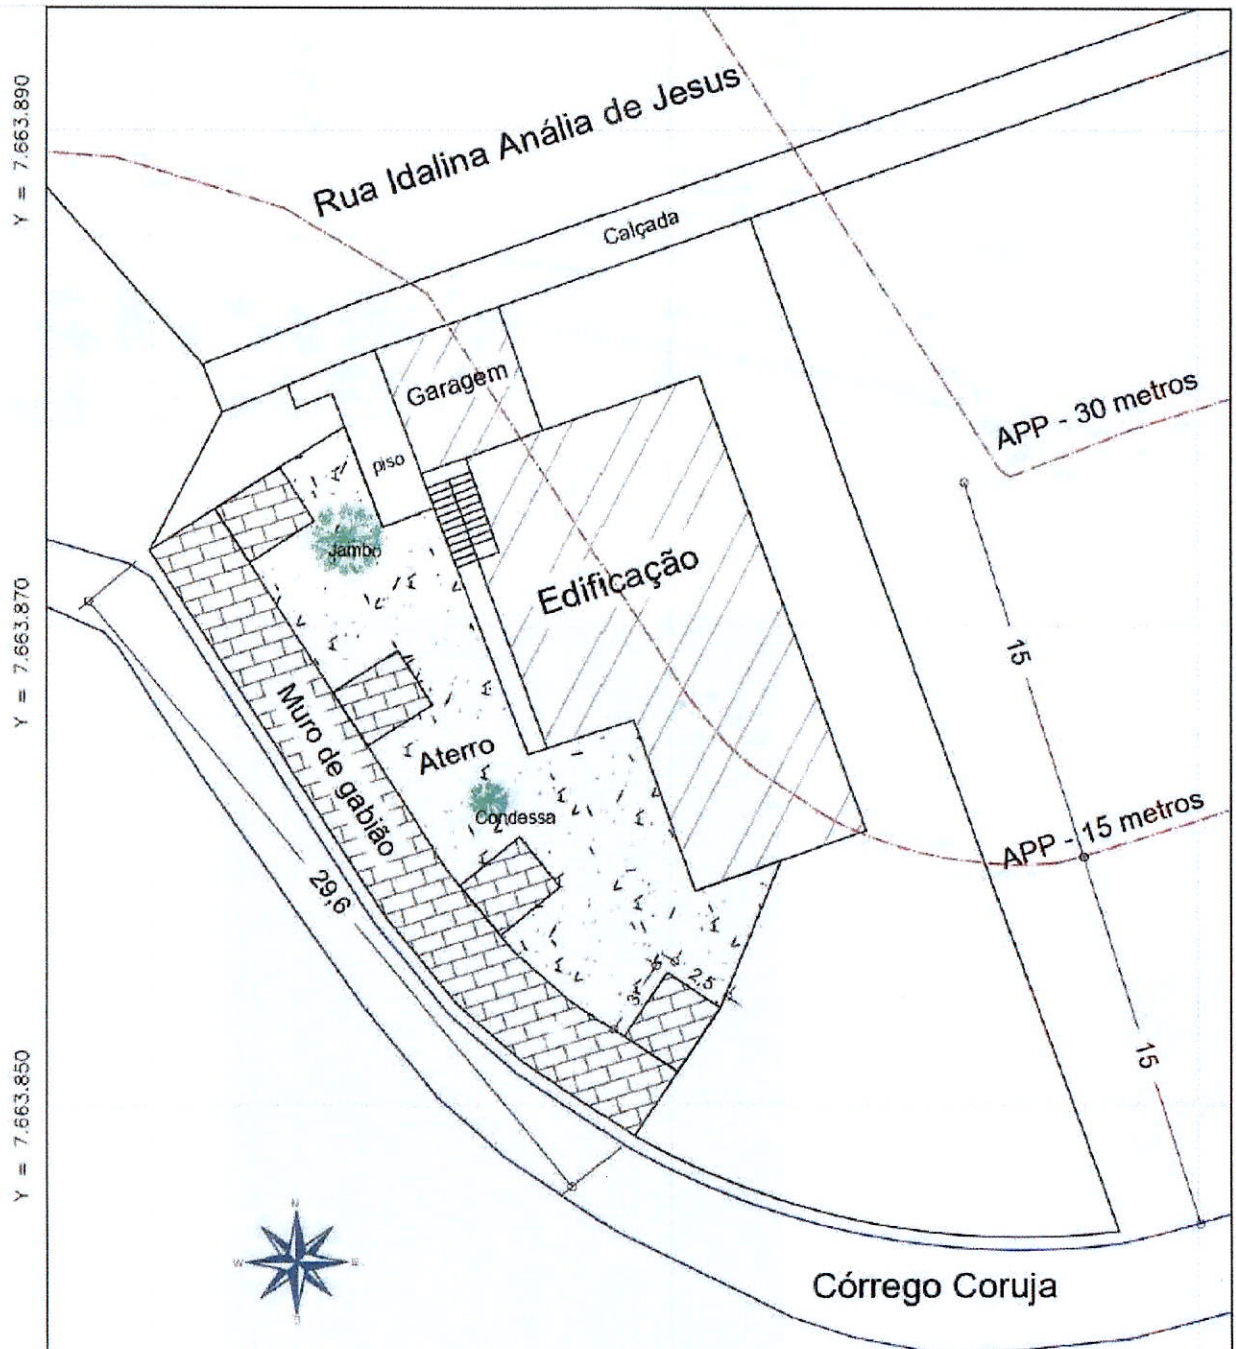 Y = 7.663.890
Rua Idalina Anália de Jesus
Calçada
Garagem
APP - 30 metros
piso
Jambo
Edificação
Y = 7.663.870
15
Muro de gabião
Aterro
Condessa
APP - 15 metros
29,6
2,5
3
15
Y = 7.663.850
N
W
E
S
Córrego Coruja